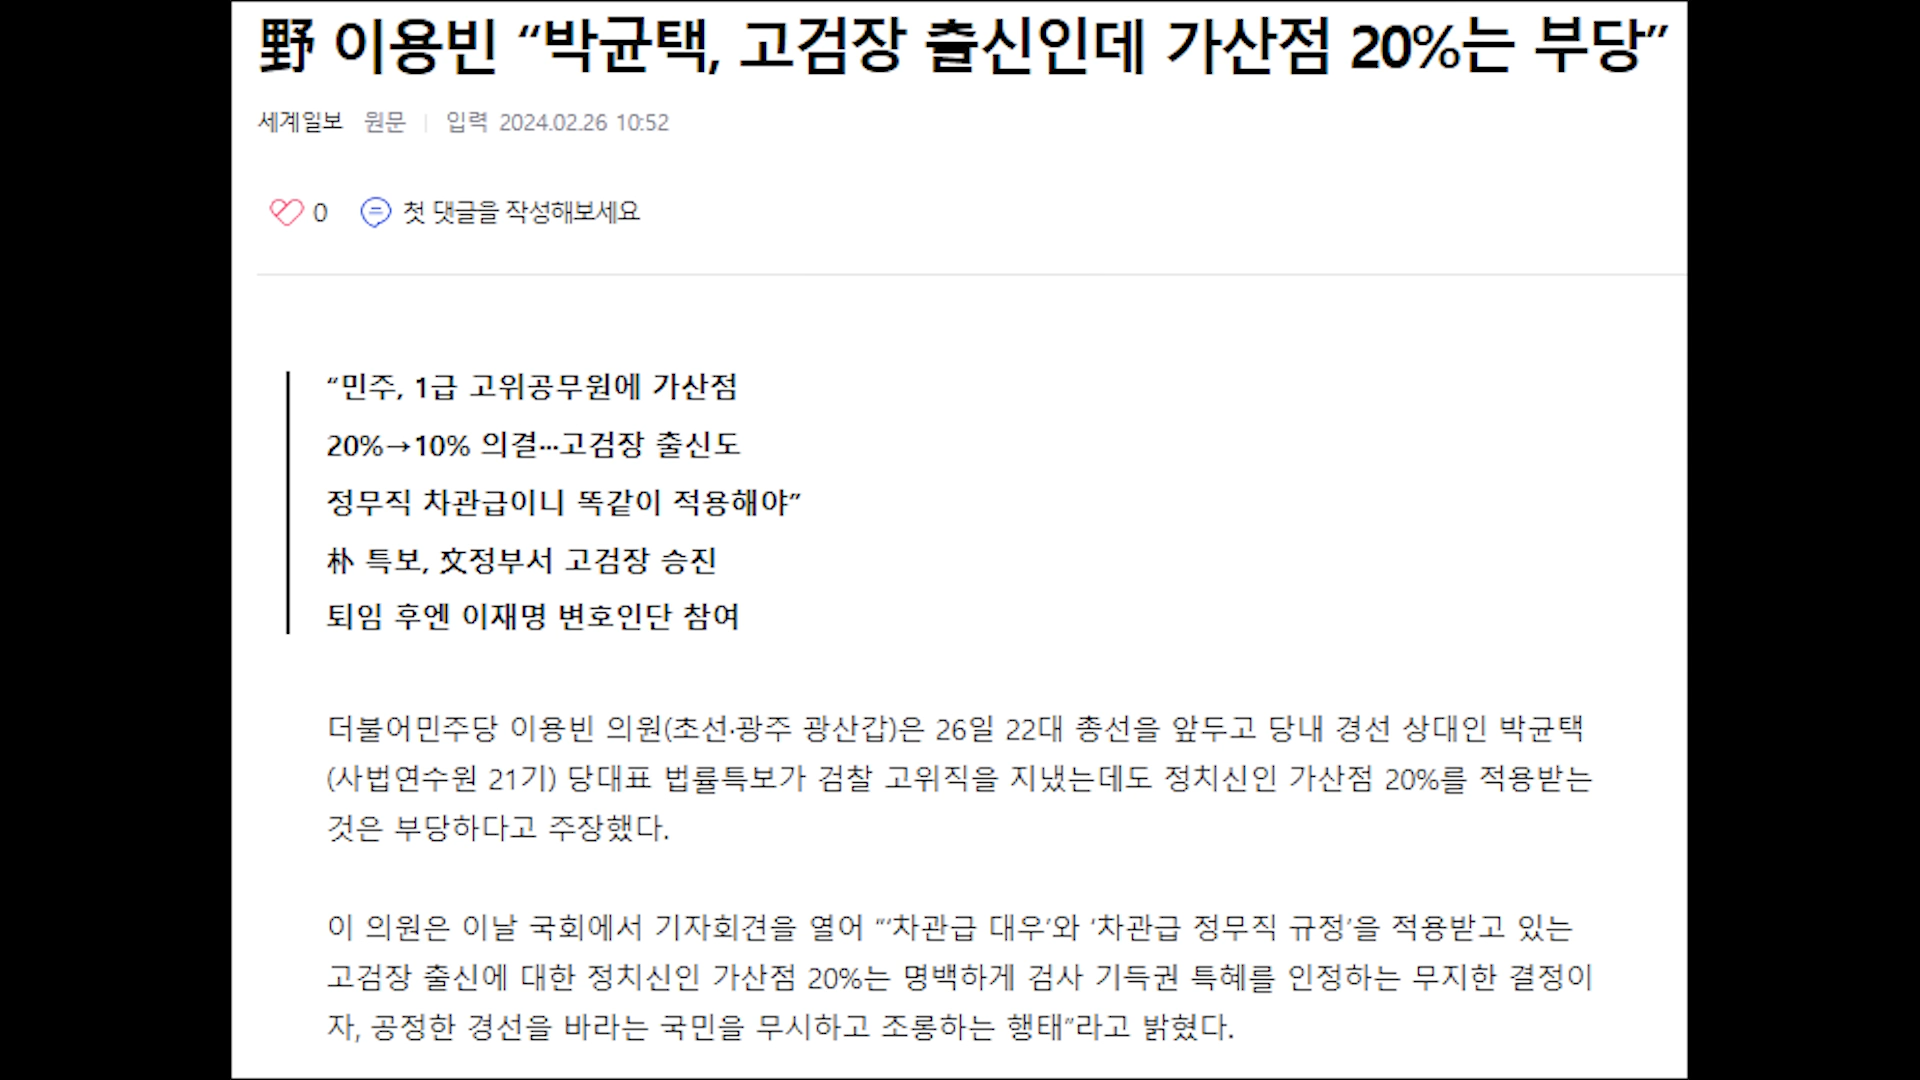 野 이용빈 “박균택, 고검장 출신인데 가산점 20%는 부당”
세계일보 원문 | 입력 2024.02.26 10:52
0 첫 댓글을 작성해보세요
“민주, 1급 고위공무원에 가산점
20%→10% 의결…고검장 출신도
정무직 차관급이니 똑같이 적용해야”
朴 특보, 文정부서 고검장 승진
퇴임 후엔 이재명 변호인단 참여
더불어민주당 이용빈 의원(초선·광주 광산갑)은 26일 22대 총선을 앞두고 당내 경선 상대인 박균택
(사법연수원 21기) 당대표 법률특보가 검찰 고위직을 지냈는데도 정치신인 가산점 20%를 적용받는
것은 부당하다고 주장했다.
이 의원은 이날 국회에서 기자회견을 열어 “‘차관급 대우’와 ‘차관급 정무직 규정’을 적용받고 있는
고검장 출신에 대한 정치신인 가산점 20%는 명백하게 검사 기득권 특혜를 인정하는 무지한 결정이
자, 공정한 경선을 바라는 국민을 무시하고 조롱하는 행태”라고 밝혔다.